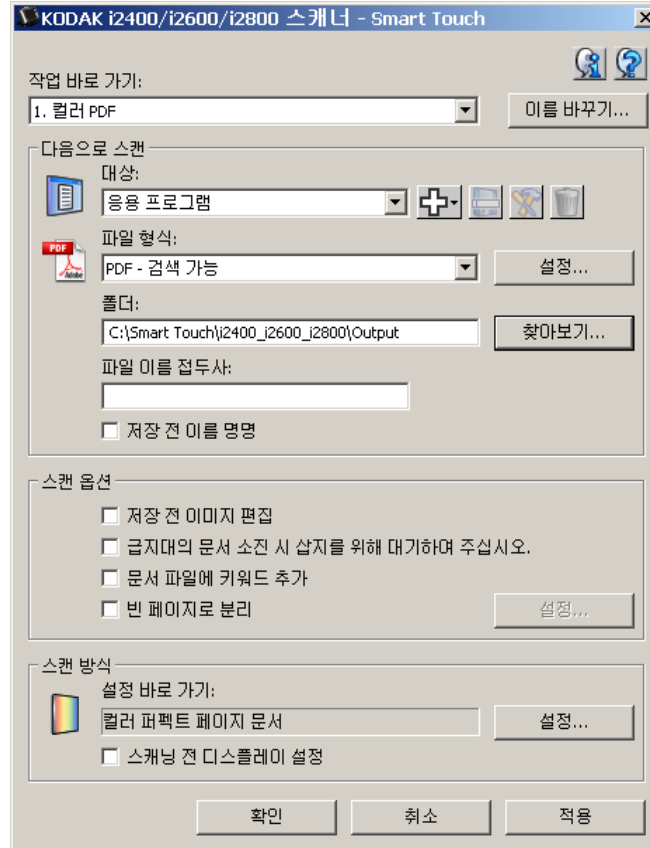 KODAK i2400/i2600/i2800 스캐너 - Smart Touch
작업 바로 가기:
1. 컬러 PDF
이름 바꾸기...
다음으로 스캔
대상:
응용 프로그램
파일 형식:
PDF
Adobe
PDF - 검색 가능
설정...
폴더:
C:\Smart Touch\i2400_i2600_i2800\Output
찾아보기...
파일 이름 접두사:
저장 전 이름 명명
스캔 옵션
저장 전 이미지 편집
급지대의 문서 소진 시 삽지를 위해 대기하여 주십시오.
문서 파일에 키워드 추가
빈 페이지로 분리
설정...
스캔 방식
설정 바로 가기:
컬러 퍼펙트 페이지 문서
설정...
스캐닝 전 디스플레이 설정
확인
취소
적용